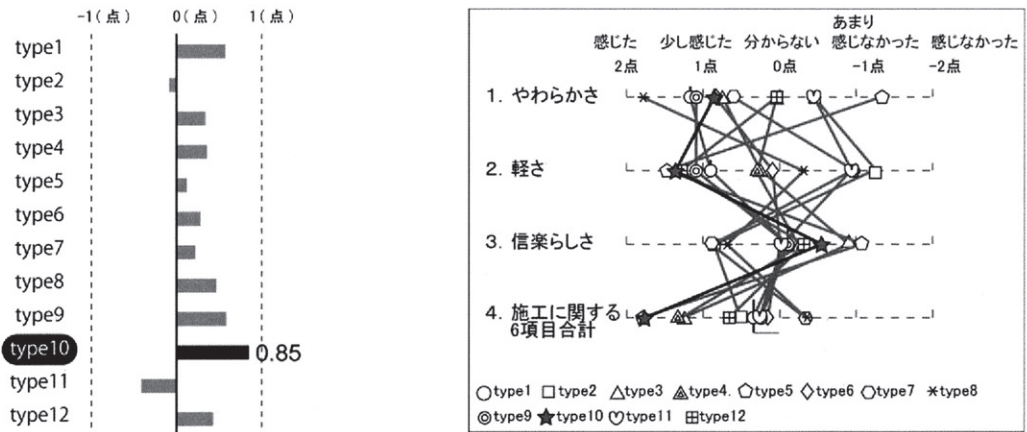 -1(点) 0(点) 1(点)
type1
type2
type3
type4
type5
type6
type7
type8
type9
type10 0.85
type11
type12
あまり
感じた 少し感じた 分からない 感じなかった 感じなかった
2点 1点 0点 -1点 -2点
1. やわらかさ
2. 軽さ
3. 信楽らしさ
4. 施工に関する
6項目合計
○type1 □type2 △type3 type4. type5 ◇type6 type7 type8
◎type9 ★type10 type11 ⊞type12